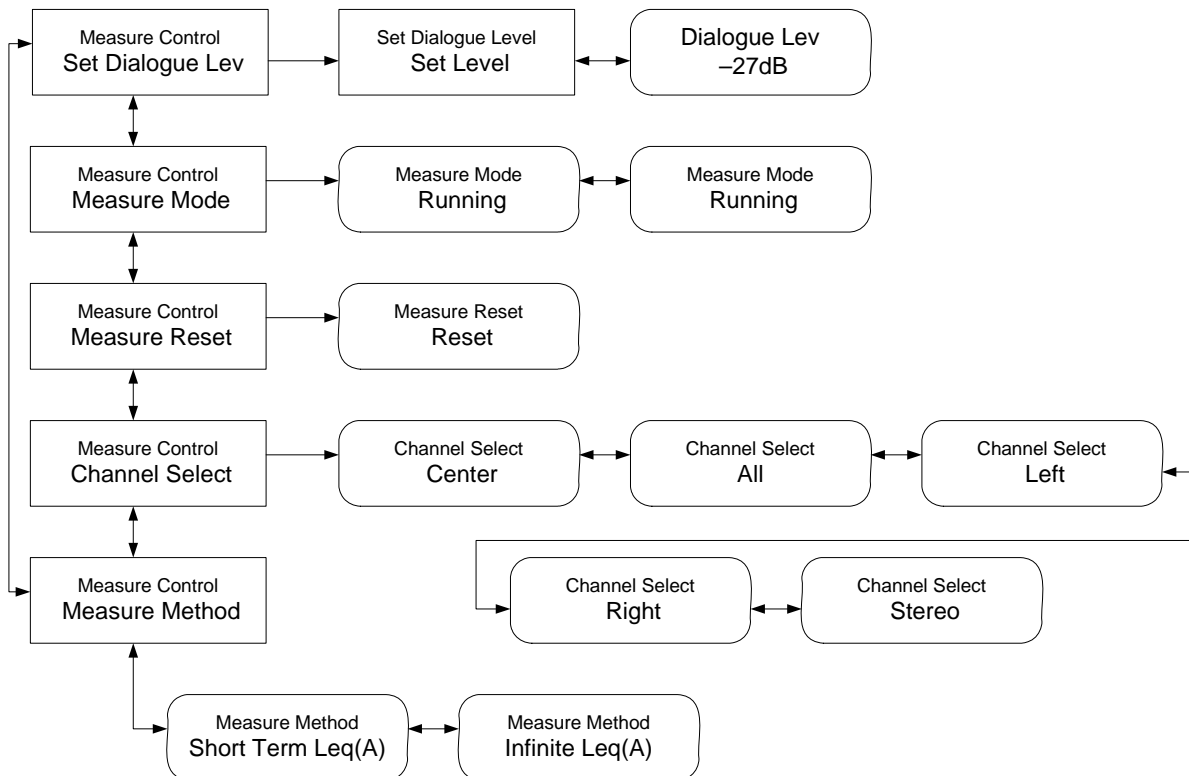 Measure Control
Set Dialogue Lev
Set Dialogue Level
Set Level
Dialogue Lev
–27dB
Measure Control
Measure Mode
Measure Mode
Running
Measure Mode
Running
Measure Control
Measure Reset
Measure Reset
Reset
Measure Control
Channel Select
Channel Select
Center
Channel Select
All
Channel Select
Left
Measure Control
Measure Method
Channel Select
Right
Channel Select
Stereo
Measure Method
Short Term Leq(A)
Measure Method
Infinite Leq(A)